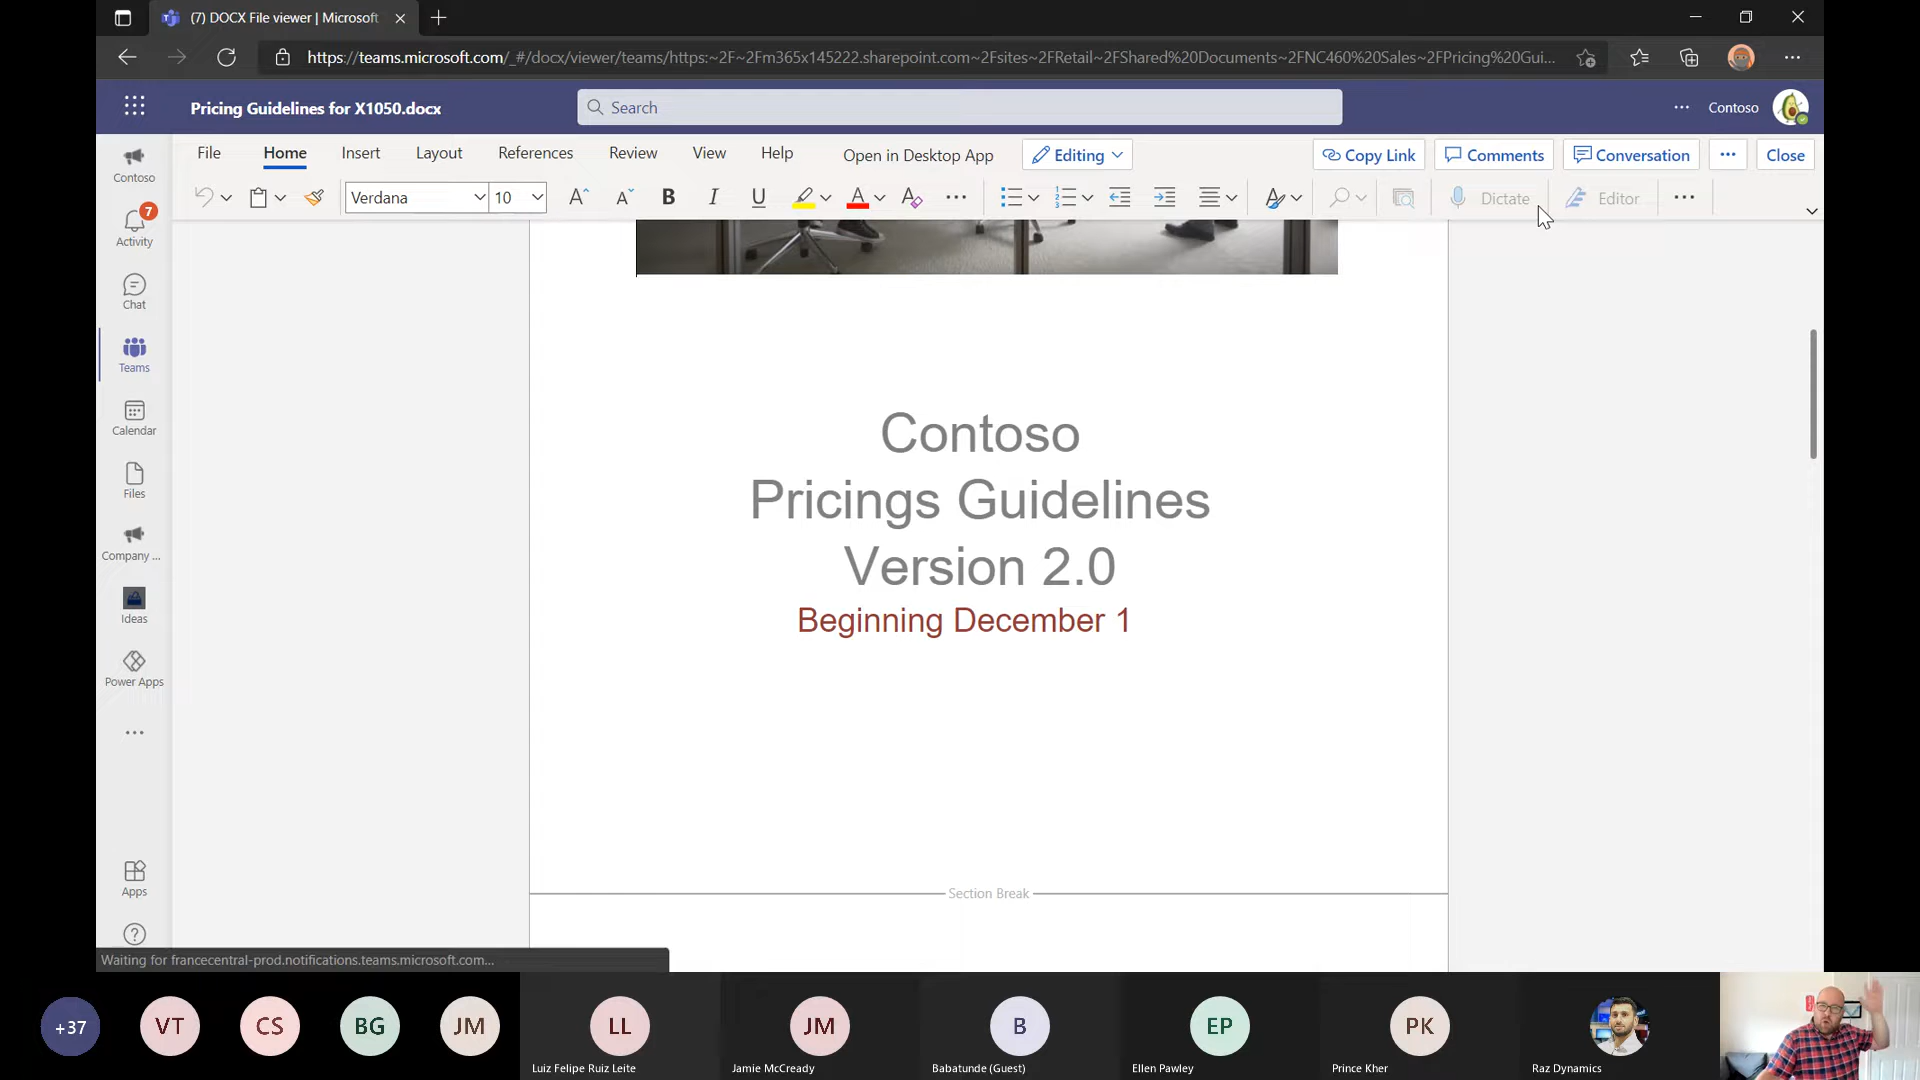 (7) DOCX File viewer | Microsoft
https://teams.microsoft.com/_#/docx/viewer/teams/https:~2F~2Fm365x145222.sharepoint.com~2Fsites~2FRetail~2FShared%20Documents~2FNC460%20Sales~2FPricing%20Gui...
Pricing Guidelines for X1050.docx
Search
Contoso
File Home Insert Layout References Review View Help Open in Desktop App Editing Copy Link Comments Conversation Close
Verdana 10 B I U A Dictate Editor
Contoso
7
Activity
Chat
Teams
Calendar
Files
Company ...
Ideas
Power Apps
Apps
Contoso
Pricings Guidelines
Version 2.0
Beginning December 1
Section Break
Waiting for francecentral-prod.notifications.teams.microsoft.com...
+37 VT CS BG JM LL JM B EP PK
Luiz Felipe Ruiz Leite Jamie McCready Babatunde (Guest) Ellen Pawley Prince Kher Raz Dynamics